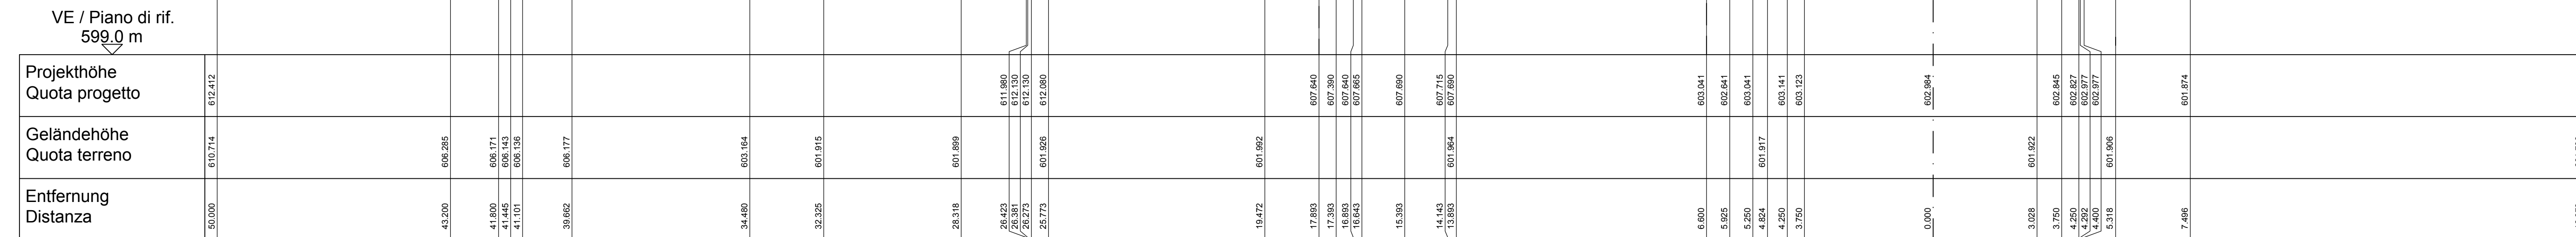 VE / Piano di rif.
599.0 m
Projekthöhe
Quota progetto
612.412 611.980 612.130 612.130 612.080 607.640 607.390 607.640 607.665 607.690 607.715 607.690 603.041 602.641 603.041 603.141 603.123 602.984 602.845 602.827 602.977 602.977 601.874
Geländehöhe
Quota terreno
610.714 606.285 606.171 606.143 606.136 606.177 603.164 601.915 601.899 601.926 601.992 601.964 601.917 601.922 601.906
Entfernung
Distanza
50.000 43.200 41.800 41.445 41.101 39.662 34.480 32.325 28.318 26.423 26.381 26.273 25.773 19.472 17.893 17.393 16.893 16.643 15.393 14.143 13.893 6.600 5.925 5.250 4.824 4.250 3.750 0.000 3.028 3.750 4.250 4.292 4.400 5.318 7.496